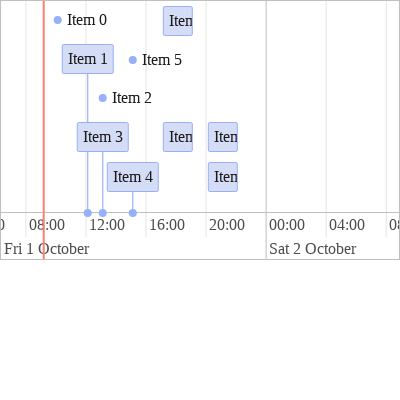 Item 0
Item
Item 1
Item 5
Item 2
Item 3
Item
Item
Item 4
Item
Item
08:00 12:00 16:00 20:00 00:00 04:00
Fri 1 October Sat 2 October